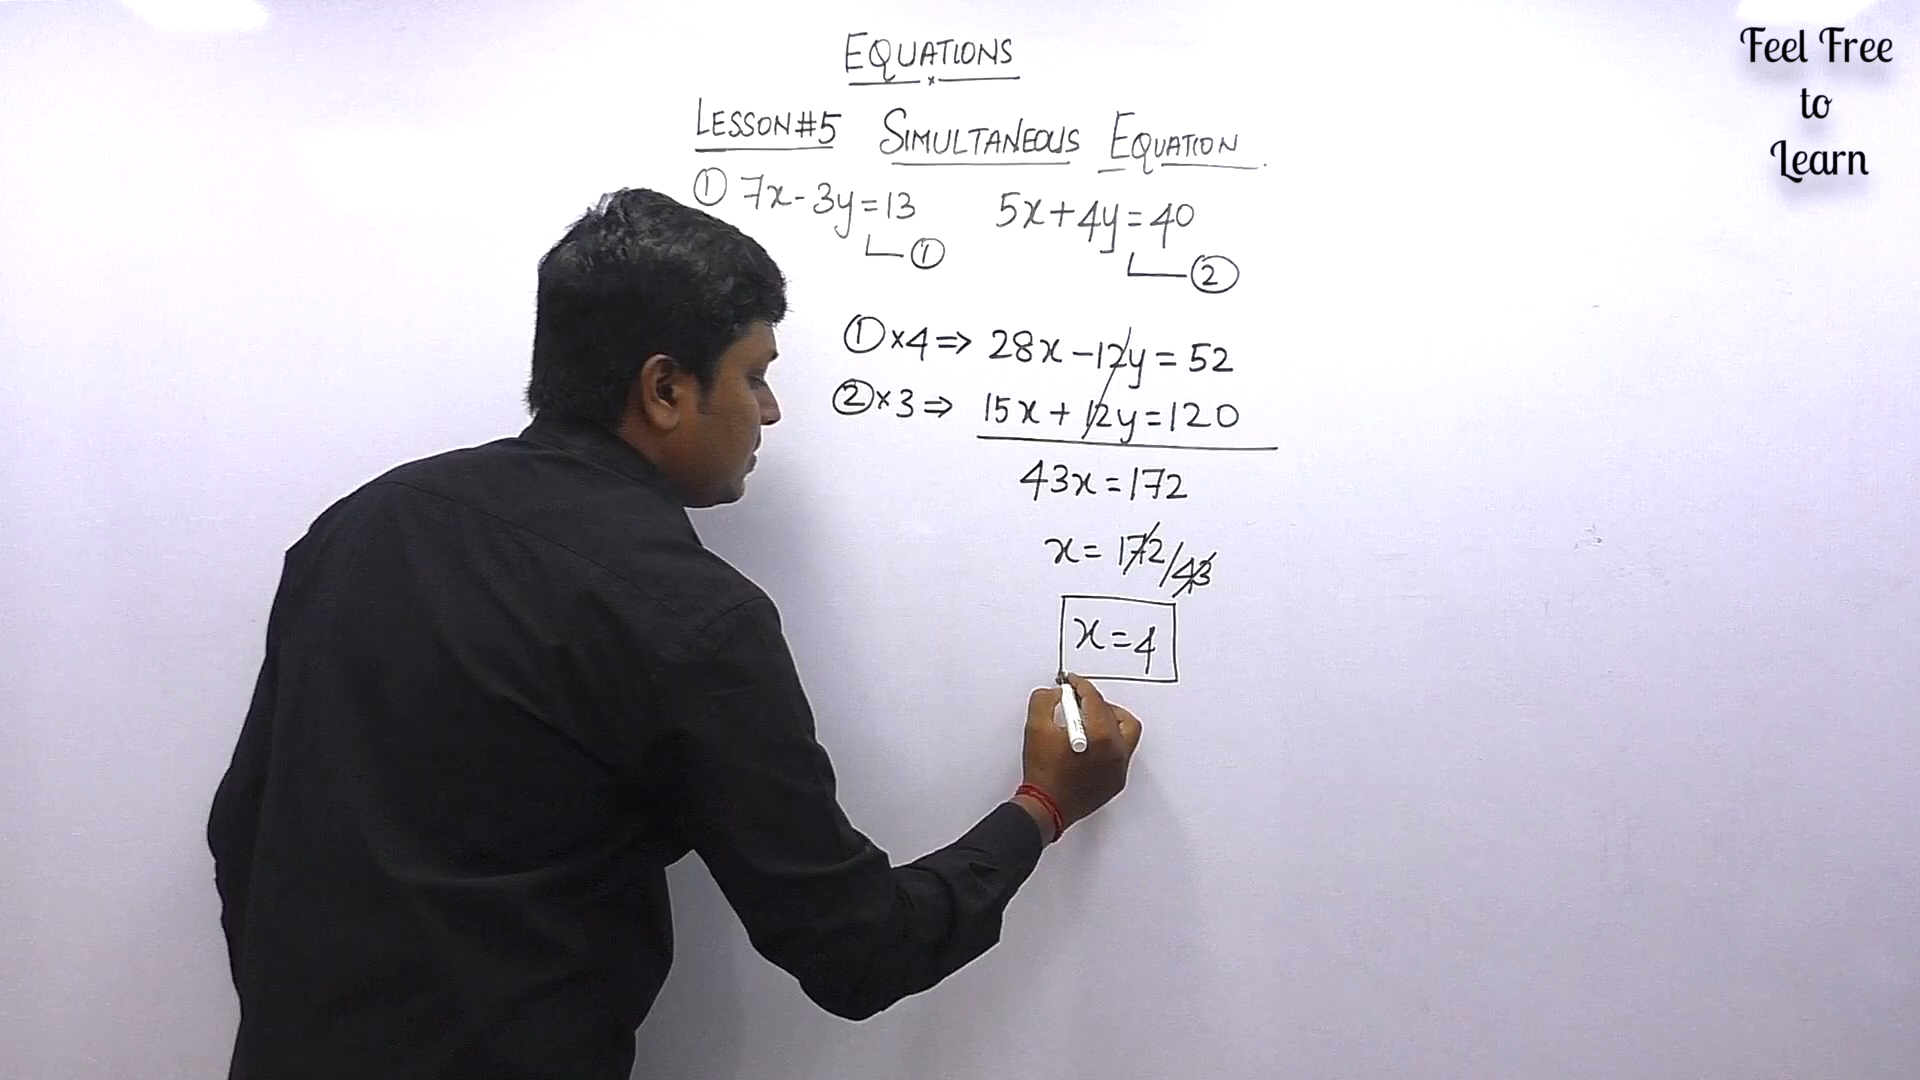 EQUATIONS
LESSON#5 SIMULTANEOUS EQUATION.
① 7x-3y=13 5x+4y=40
① ②
①×4⇒ 28x-12y=52
②×3⇒ 15x+12y=120
43x=172
x=172/43
x=4
Feel Free
to
Learn